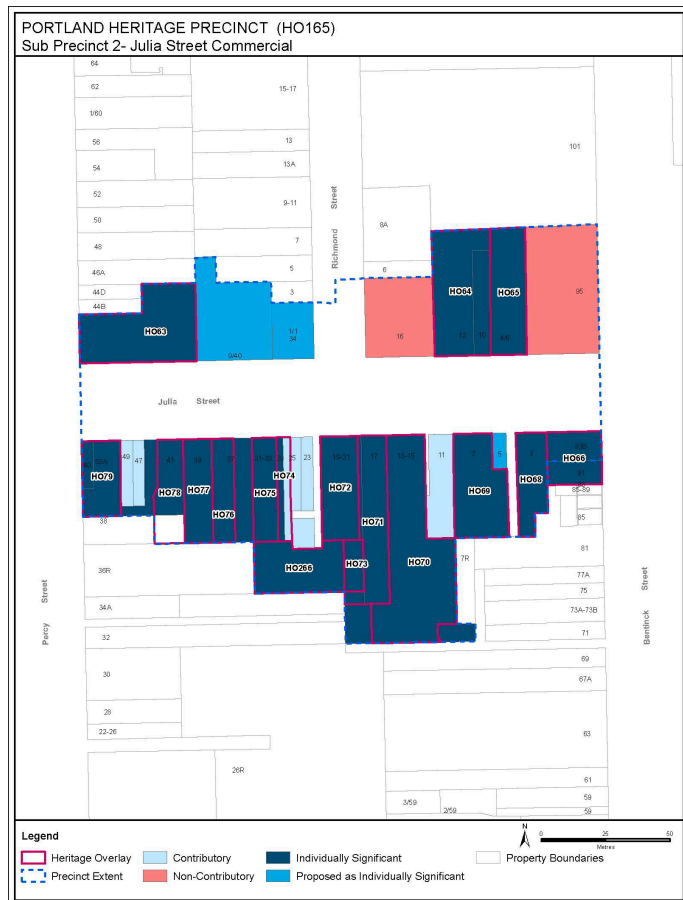 PORTLAND HERITAGE PRECINCT (HO165)
Sub Precinct 2- Julia Street Commercial
64
62
15-17
1/60
56
13
101
54
13A
52
9-11
50
8A
48
7
46A
5
6
44D
3
44B
Richmond Street
HO63
HO64
HO65
95
1/1
34
9/40
16
12
10
4/6
Julia Street
49
47
41
39
37
25
23
19-21
17
15-16
11
7
5
3
HO79
HO78
HO77
HO76
HO75
HO74
HO72
HO71
HO69
HO68
HO66
91
85-89
85
38
HO266
HO73
HO70
7R
81
36R
77A
75
34A
73A-73B
71
32
Percy Street
Bentinck Street
69
30
67A
28
22-26
63
26R
61
3/59
2/59
59
59
Legend
Heritage Overlay
Contributory
Individually Significant
Property Boundaries
Precinct Extent
Non-Contributory
Proposed as Individually Significant
N
0 25 50
Metres